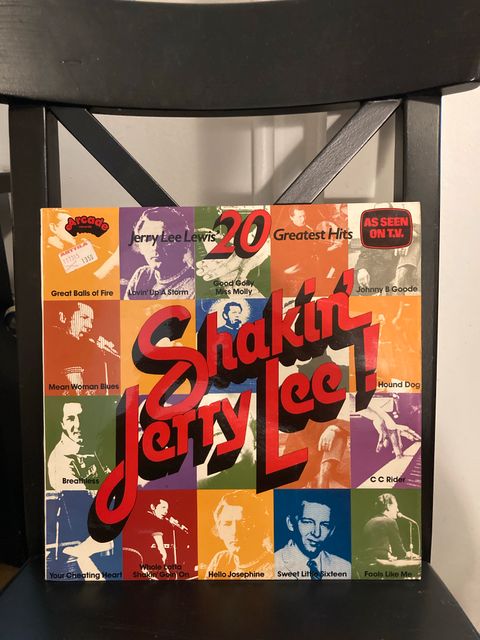 Arcade
Jerry Lee Lewis' 20 Greatest Hits
AS SEEN
ON T.V.
Great Balls of Fire
Lovin' Up A Storm
Good Golly
Miss Molly
Johnny B Goode
Shakin'
Jerry Lee!
Mean Woman Blues
Hound Dog
Breathless
C C Rider
Your Cheating Heart
Whole Lotta
Shakin' Goin' On
Hello Josephine
Sweet Little Sixteen
Fools Like Me